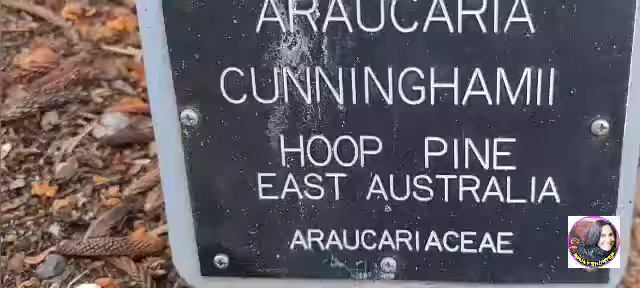 ARAUCARIA
CUNNINGHAMII
HOOP PINE
EAST AUSTRALIA
ARAUCARIACEAE